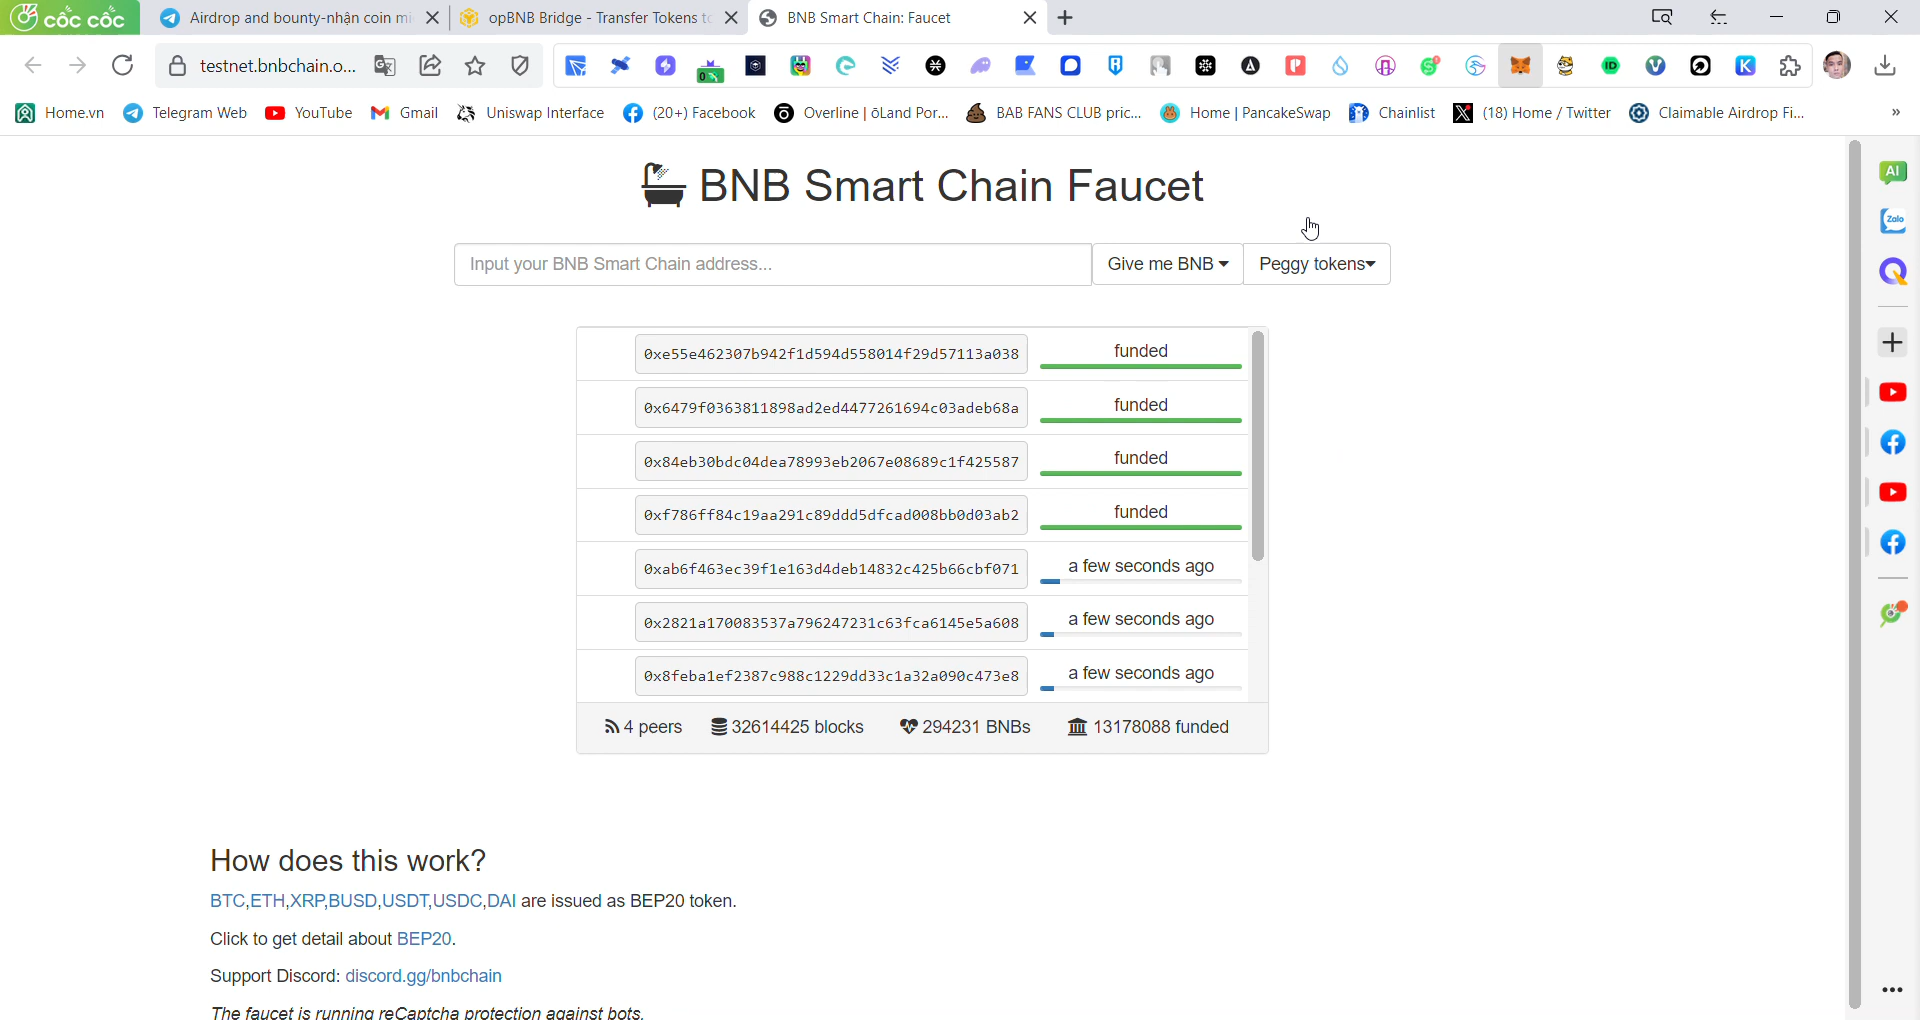 cốc cốc
Airdrop and bounty-nhận coin mi
opBNB Bridge - Transfer Tokens to
BNB Smart Chain: Faucet
testnet.bnbchain.o...
Home.vn
Telegram Web
YouTube
Gmail
Uniswap Interface
(20+) Facebook
Overline | ōLand Por...
BAB FANS CLUB pric...
Home | PancakeSwap
Chainlist
(18) Home / Twitter
Claimable Airdrop Fi...
»
BNB Smart Chain Faucet
Input your BNB Smart Chain address...
Give me BNB
Peggy tokens
0xe55e462307b942f1d594d558014f29d57113a038 funded
0x6479f0363811898ad2ed4477261694c03adeb68a funded
0x84eb30bdc04dea78993eb2067e08689c1f425587 funded
0xf786ff84c19aa291c89ddd5dfcad008bb0d03ab2 funded
0xab6f463ec39f1e163d4deb14832c425b66cbf071 a few seconds ago
0x2821a170083537a796247231c63fca6145e5a608 a few seconds ago
0x8feba1ef2387c988c1229dd33c1a32a090c473e8 a few seconds ago
4 peers 32614425 blocks 294231 BNBs 13178088 funded
How does this work?
BTC,ETH,XRP,BUSD,USDT,USDC,DAI are issued as BEP20 token.
Click to get detail about BEP20.
Support Discord: discord.gg/bnbchain
The faucet is running reCaptcha protection against bots.
AI
Zalo